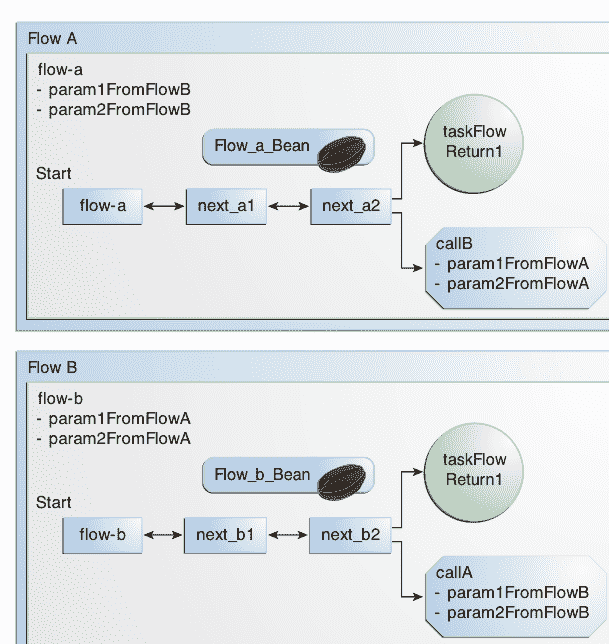 Flow A
flow-a
- param1FromFlowB
- param2FromFlowB
Flow_a_Bean
taskFlow
Return1
Start
flow-a
next_a1
next_a2
callB
- param1FromFlowA
- param2FromFlowA
Flow B
flow-b
- param1FromFlowA
- param2FromFlowA
Flow_b_Bean
taskFlow
Return1
Start
flow-b
next_b1
next_b2
callA
- param1FromFlowB
- param2FromFlowB